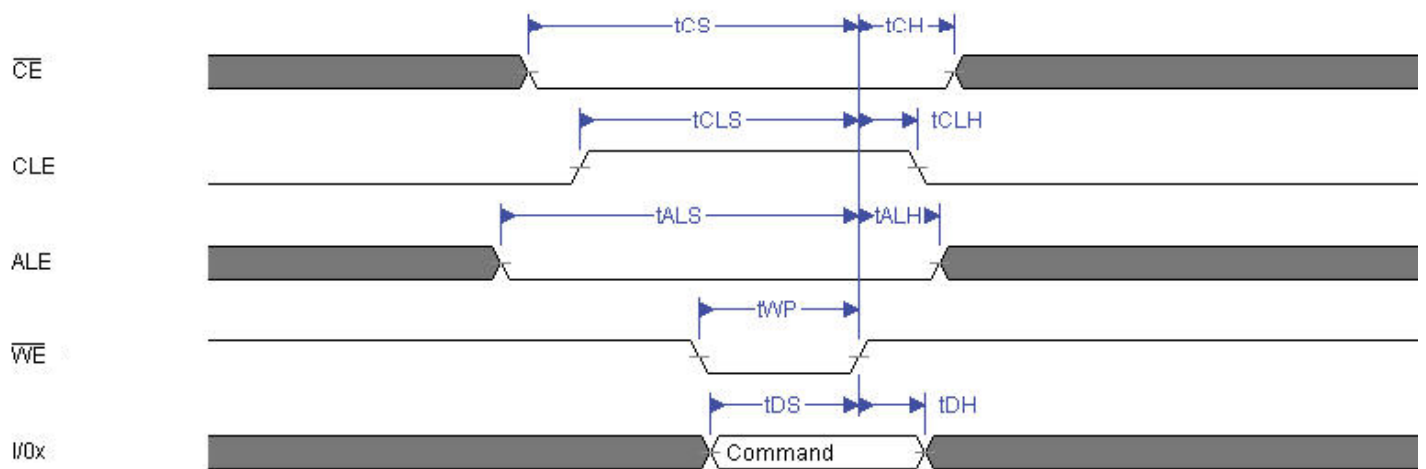 tCS tCH
CE
tCLS tCLH
CLE
tALS tALH
ALE
tWP
WE
tDS tDH
I/0x Command